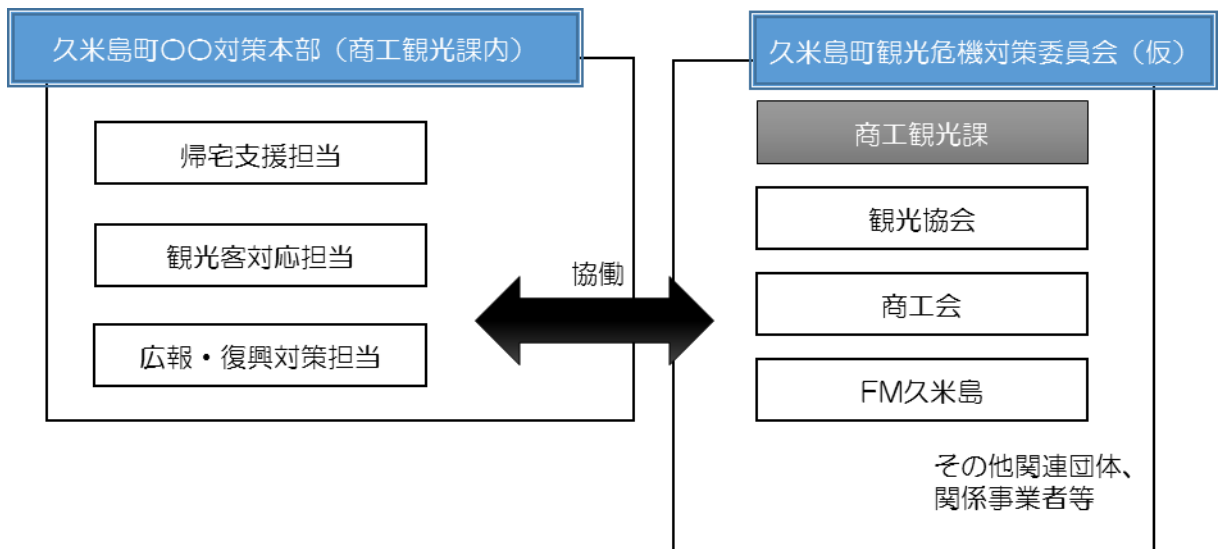 久米島町〇〇対策本部（商工観光課内）
帰宅支援担当
観光客対応担当
広報・復興対策担当
協働
久米島町観光危機対策委員会（仮）
商工観光課
観光協会
商工会
FM久米島
その他関連団体、
関係事業者等